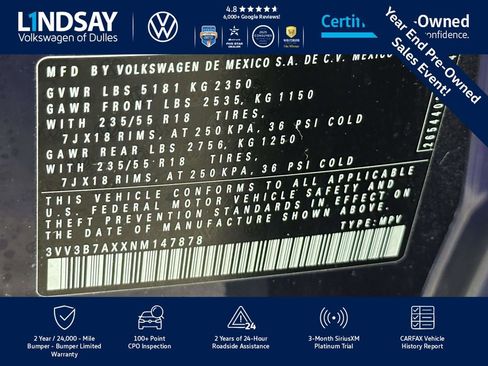 LINDSAY
Volkswagen of Dulles
4.8 ★★★★★
6,000+ Google Reviews!
Certified Pre-Owned
confidence.
Year End Pre-Owned
Sales Event!
MFD BY VOLKSWAGEN DE MEXICO S.A. DE C.V. MEXICO
GVWR LBS 5181 KG 2350
GAWR FRONT LBS 2535, KG 1150
WITH 235/55 R18 TIRES,
7JX18 RIMS, AT 250 KPA, 36 PSI COLD
GAWR REAR LBS 2756, KG 1250
WITH 235/55 R18 TIRES,
7JX18 RIMS, AT 250 KPA, 36 PSI COLD
THIS VEHICLE CONFORMS TO ALL APPLICABLE
U.S. FEDERAL MOTOR VEHICLE SAFETY AND
THEFT PREVENTION STANDARDS IN EFFECT ON
THE DATE OF MANUFACTURE SHOWN ABOVE.
3VV3B7AXXNM147878 TYPE: MPV
2 Year / 24,000 - Mile
Bumper - Bumper Limited
Warranty
100+ Point
CPO Inspection
24
2 Years of 24-Hour
Roadside Assistance
3-Month SiriusXM
Platinum Trial
CARFAX Vehicle
History Report